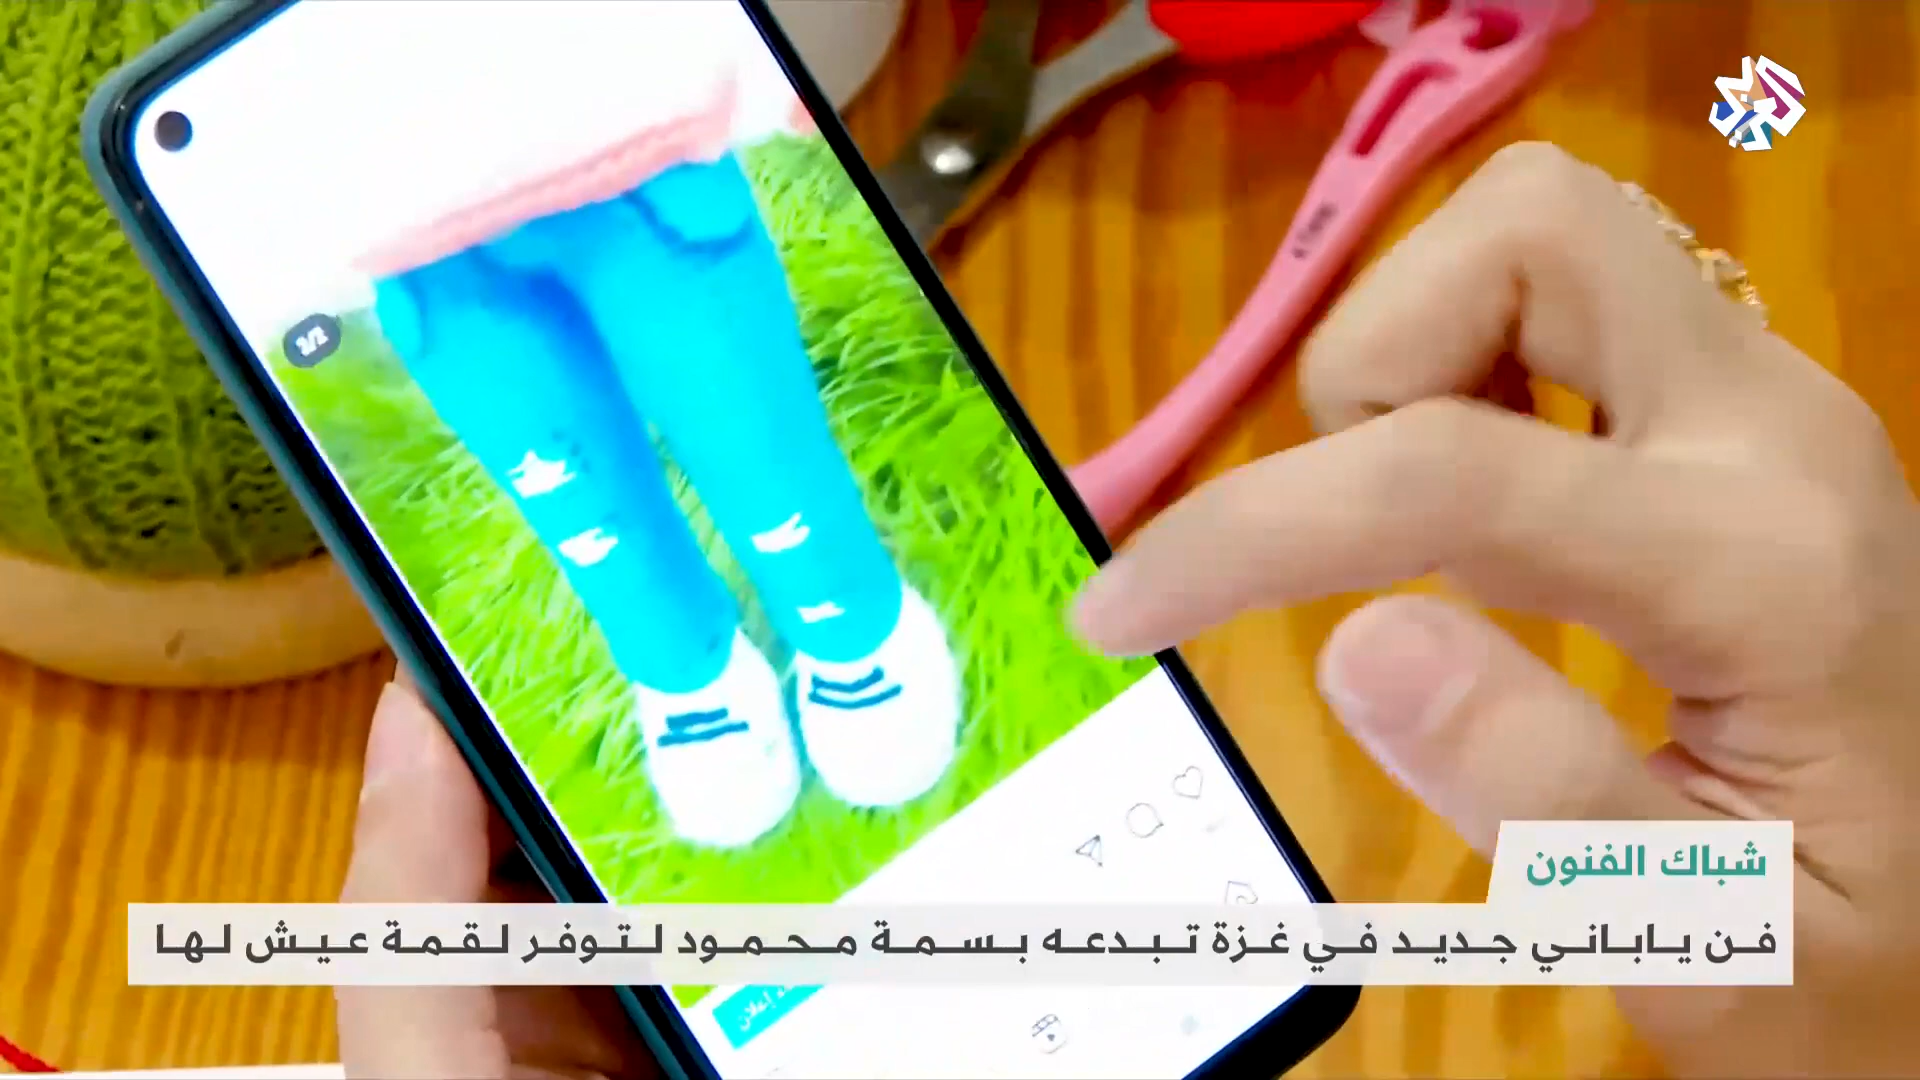 شباك الفنون
فن ياباني جديد في غزة تبدعه بسمة محمود لتوفر لقمة عيش لها